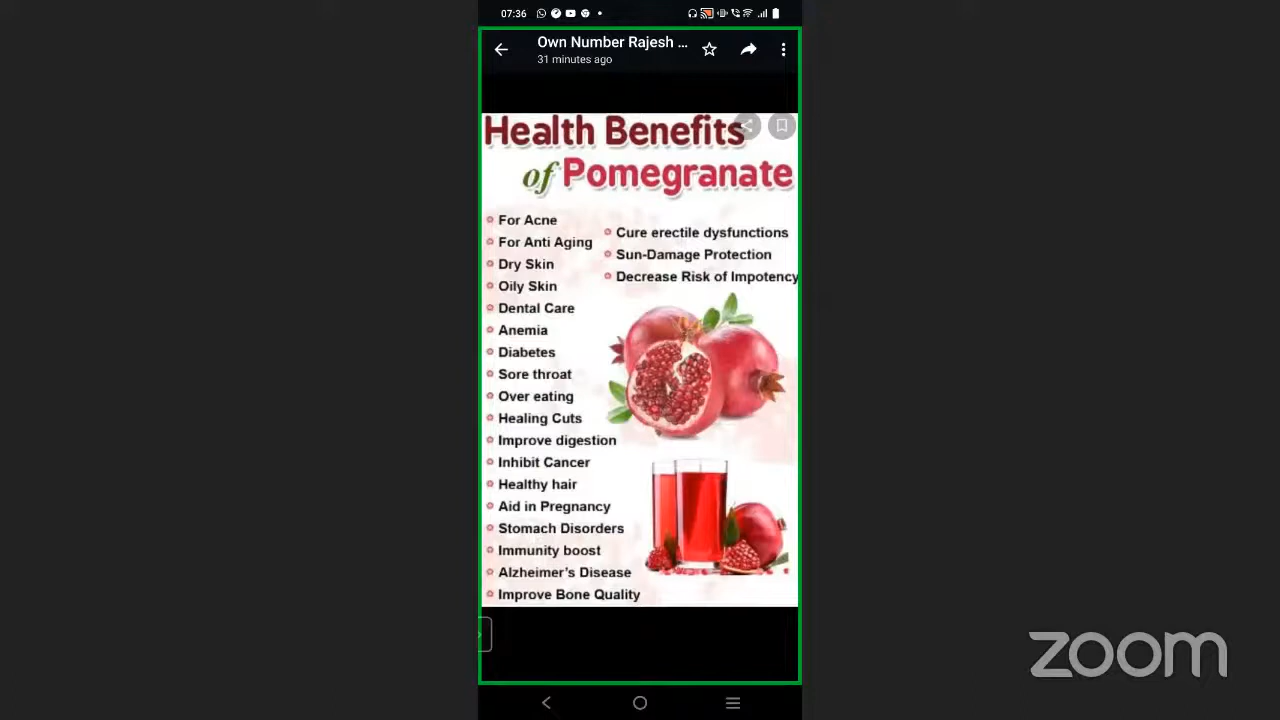 07:36
Own Number Rajesh ...
31 minutes ago
Health Benefits
of Pomegranate
For Acne
For Anti Aging
Dry Skin
Oily Skin
Dental Care
Anemia
Diabetes
Sore throat
Over eating
Healing Cuts
Improve digestion
Inhibit Cancer
Healthy hair
Aid in Pregnancy
Stomach Disorders
Immunity boost
Alzheimer's Disease
Improve Bone Quality
Cure erectile dysfunctions
Sun-Damage Protection
Decrease Risk of Impotency
zoom